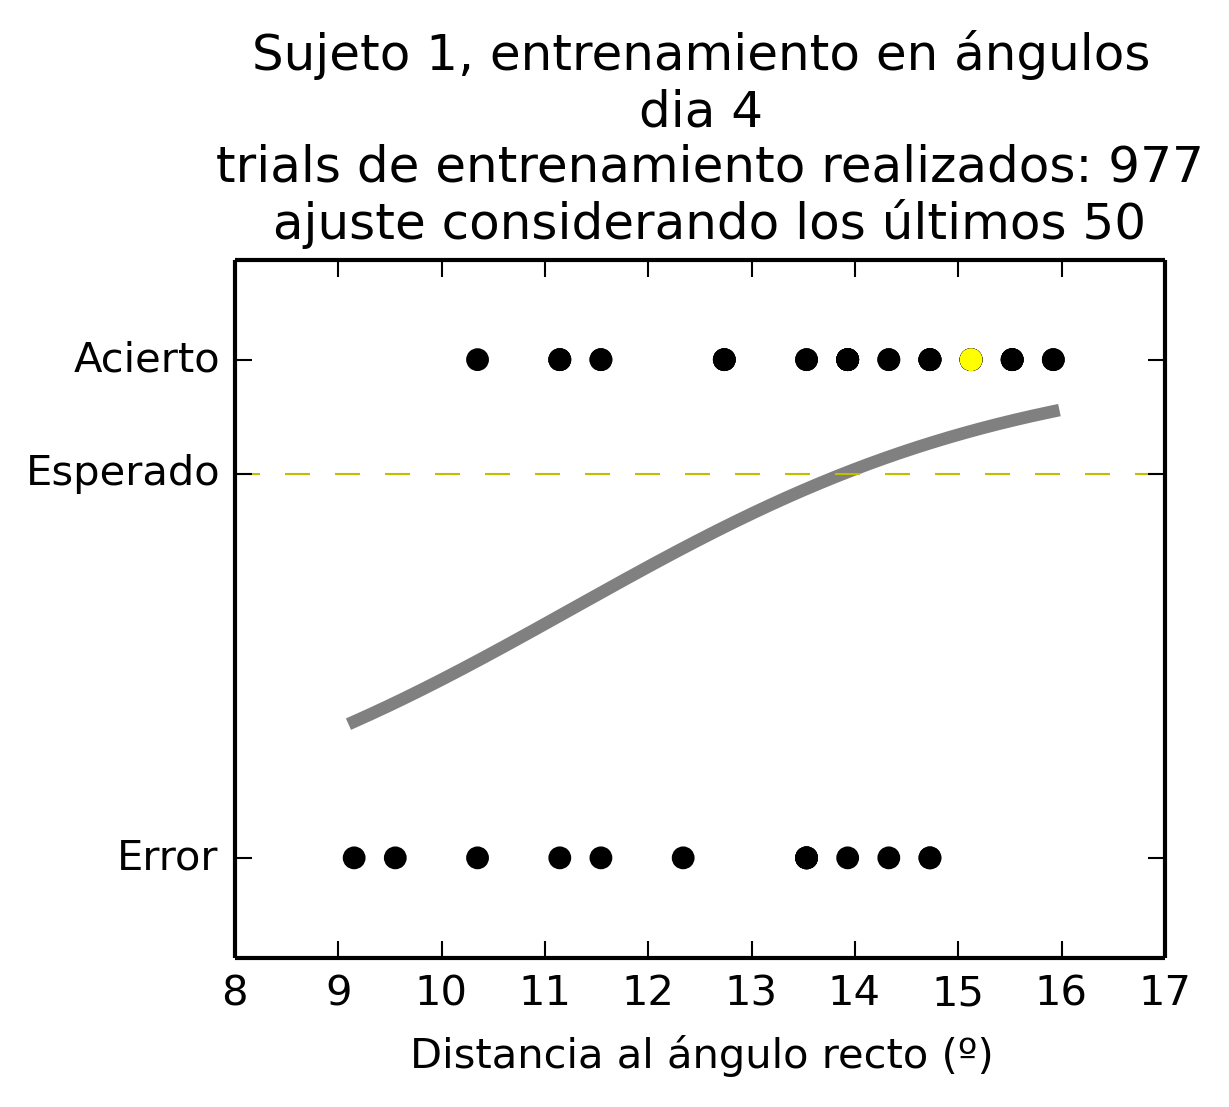 Sujeto 1, entrenamiento en ángulos
dia 4
trials de entrenamiento realizados: 977
ajuste considerando los últimos 50
Acierto
Esperado
Error
8 9 10 11 12 13 14 15 16 17
Distancia al ángulo recto (º)